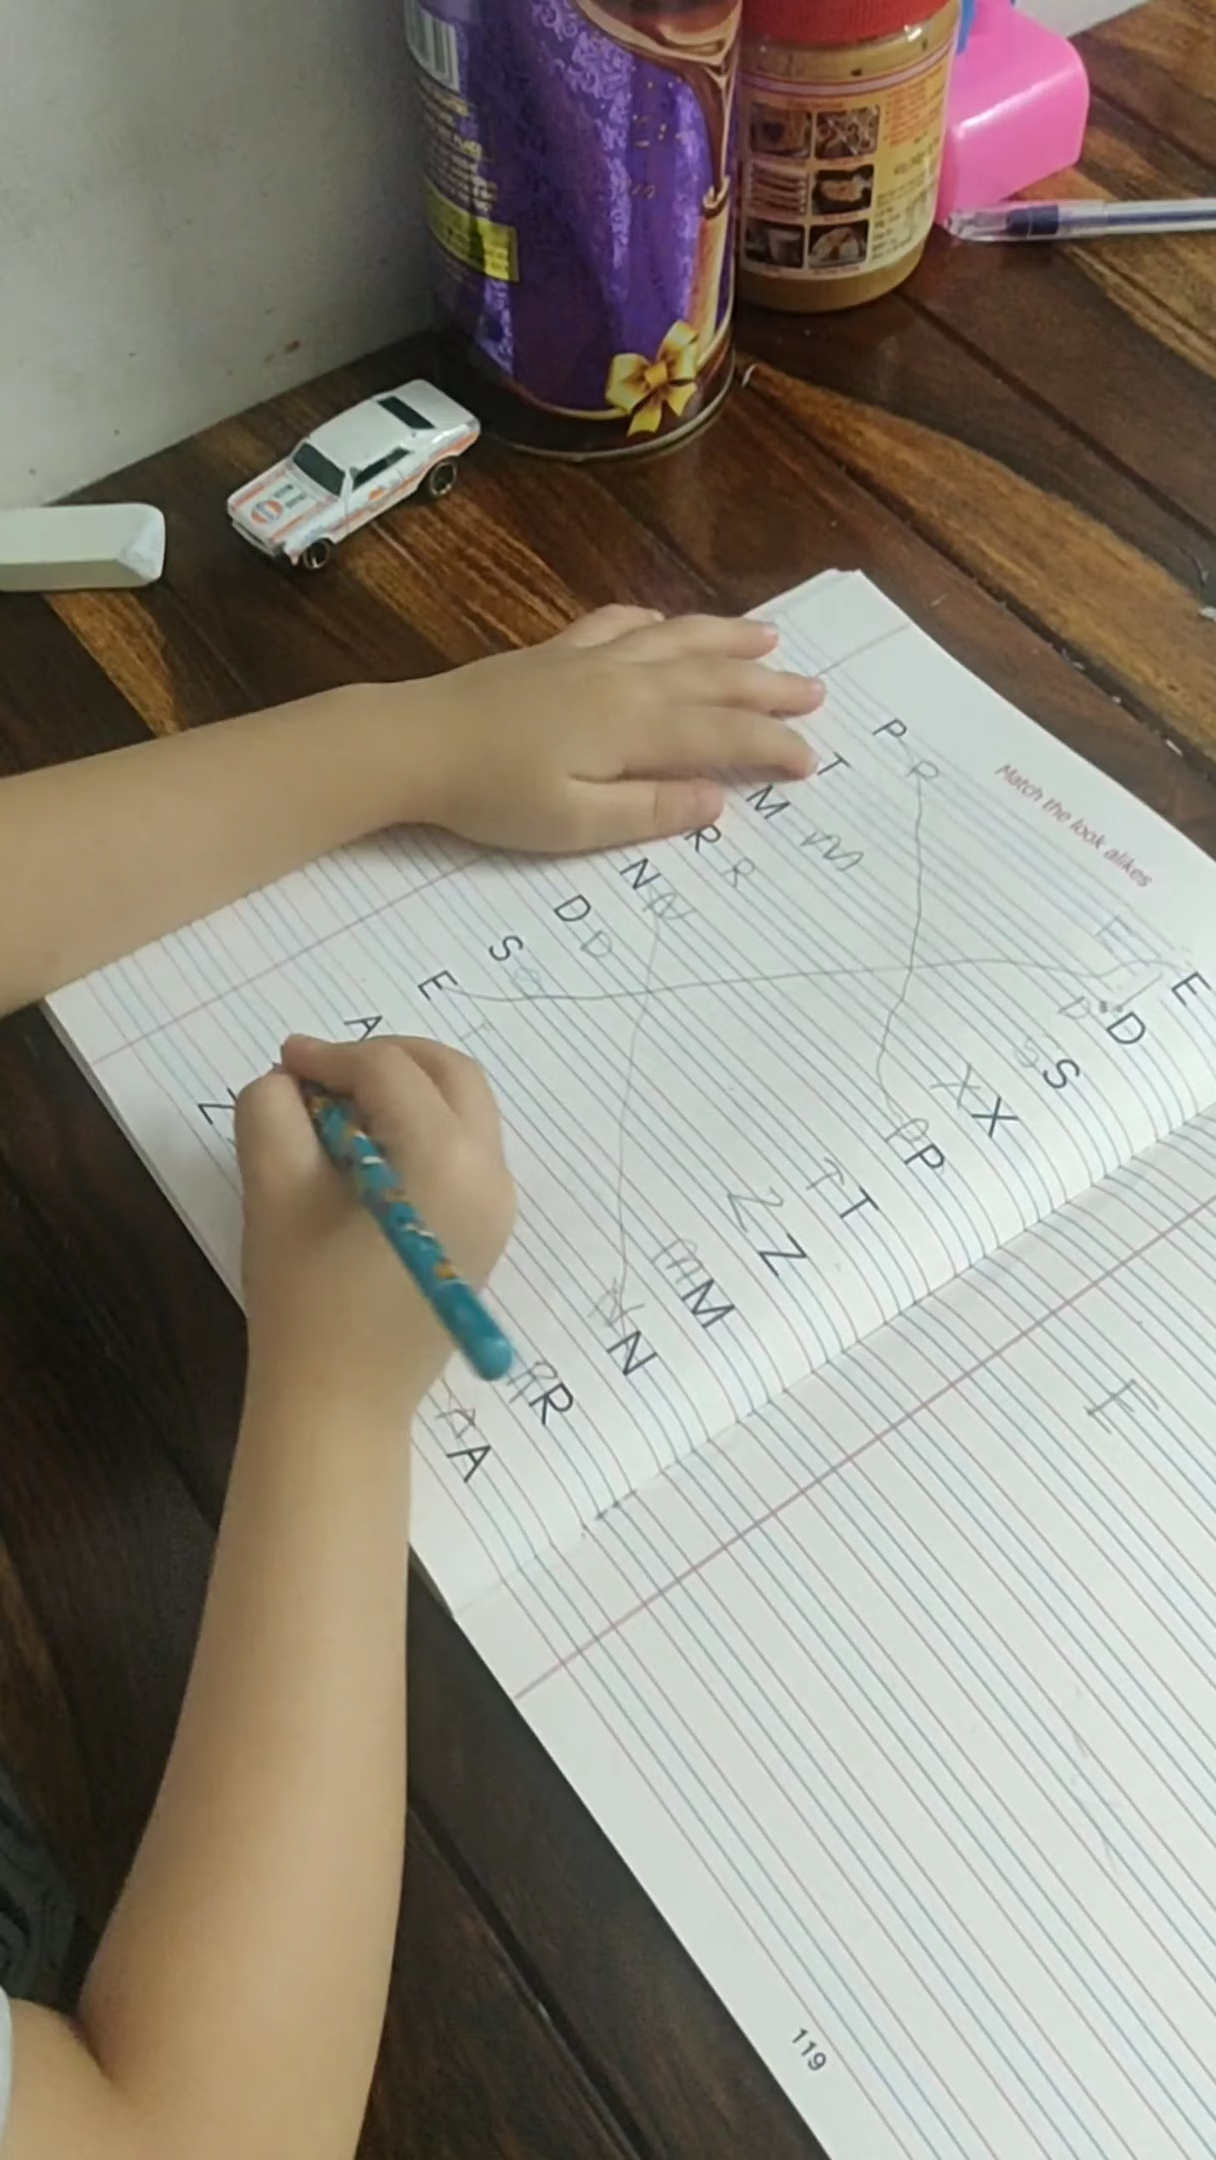 Match the look alikes
P R E E
T D D
M M S S
R R X X
N N P P
D D T T
S Z Z
E M
A N N
Z R R
A A
E
119